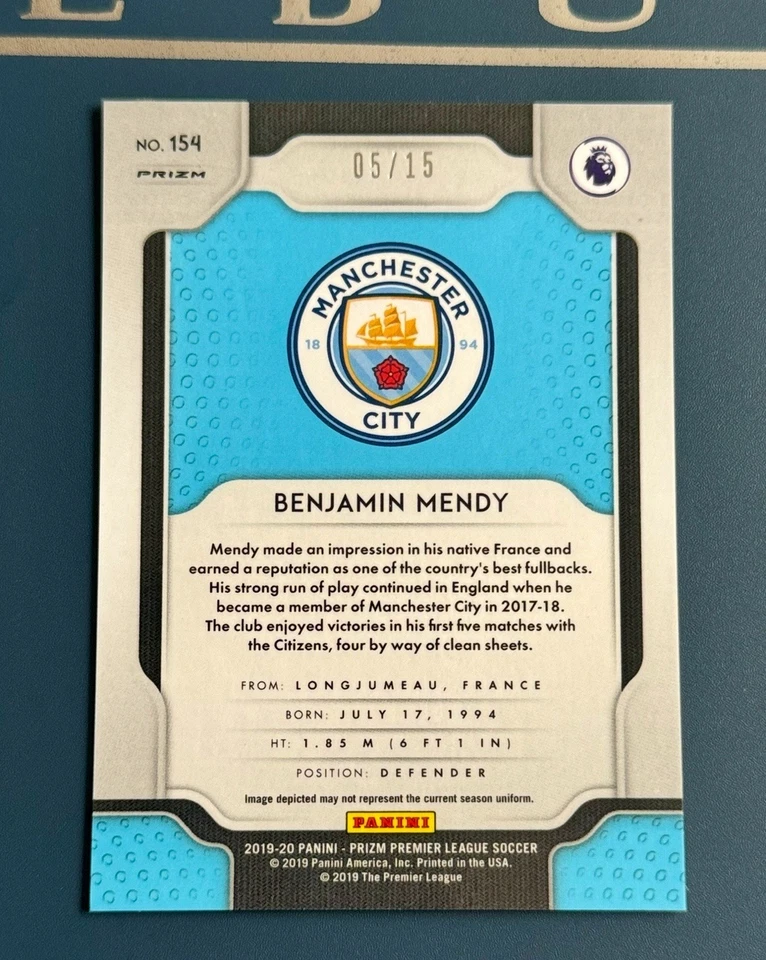 NO. 154
PRIZM
05/15
MANCHESTER
18 94
CITY
BENJAMIN MENDY
Mendy made an impression in his native France and
earned a reputation as one of the country's best fullbacks.
His strong run of play continued in England when he
became a member of Manchester City in 2017-18.
The club enjoyed victories in his first five matches with
the Citizens, four by way of clean sheets.
FROM: LONGJUMEAU, FRANCE
BORN: JULY 17, 1994
HT: 1.85 M (6 FT 1 IN)
POSITION: DEFENDER
Image depicted may not represent the current season uniform.
PANINI
2019-20 PANINI - PRIZM PREMIER LEAGUE SOCCER
© 2019 Panini America, Inc. Printed in the USA.
© 2019 The Premier League